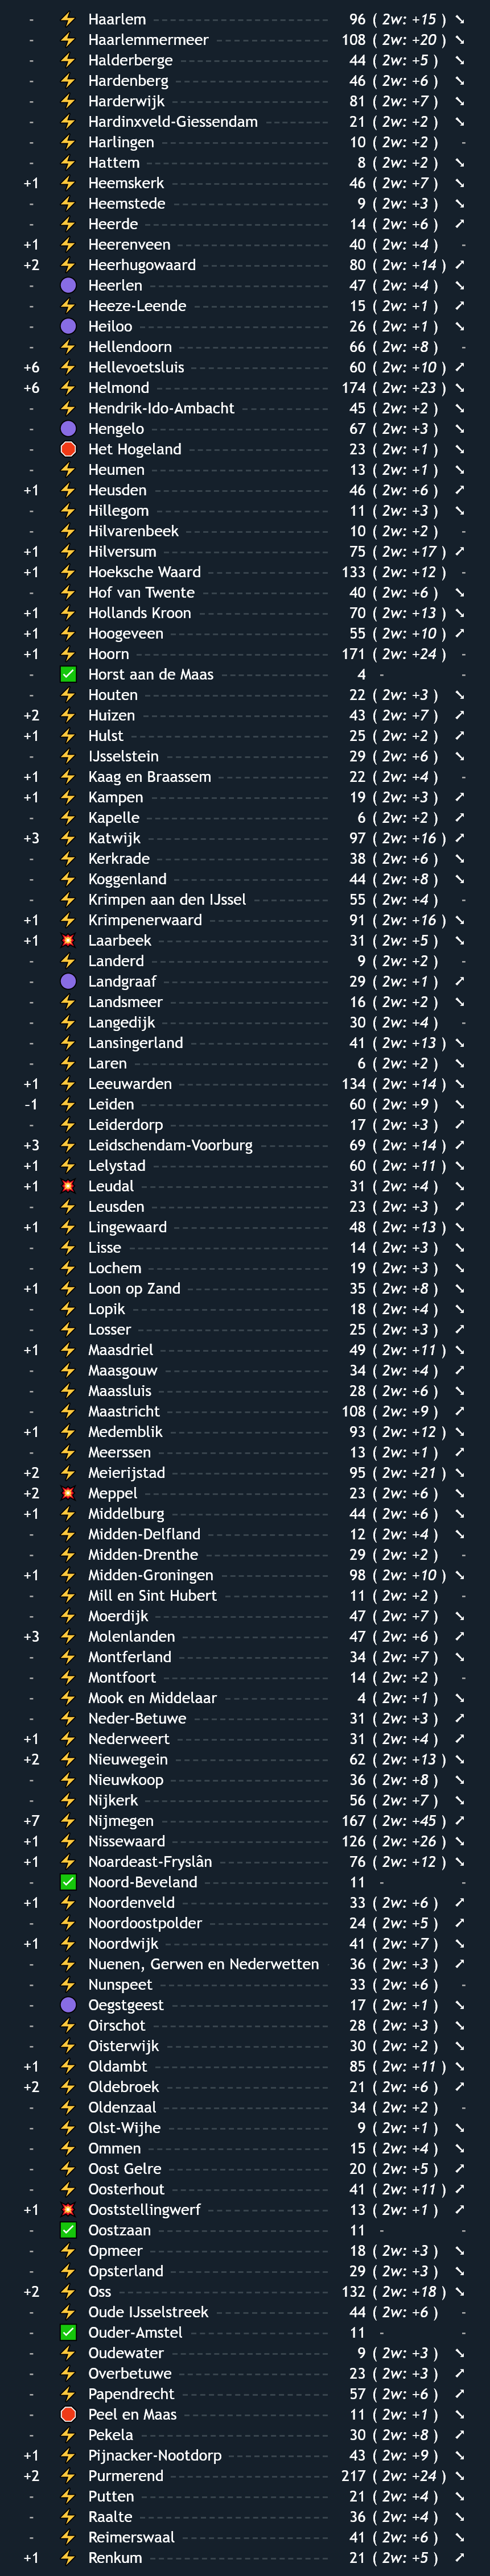 - ⚡ Haarlem 96 ( 2w: +15 ) ↘
- ⚡ Haarlemmermeer 108 ( 2w: +20 ) ↘
- ⚡ Halderberge 44 ( 2w: +5 ) ↘
- ⚡ Hardenberg 46 ( 2w: +6 ) ↘
- ⚡ Harderwijk 81 ( 2w: +7 ) ↘
- ⚡ Hardinxveld-Giessendam 21 ( 2w: +2 ) ↘
- ⚡ Harlingen 10 ( 2w: +2 ) -
- ⚡ Hattem 8 ( 2w: +2 ) ↘
+1 ⚡ Heemskerk 46 ( 2w: +7 ) ↘
- ⚡ Heemstede 9 ( 2w: +3 ) ↘
- ⚡ Heerde 14 ( 2w: +6 ) ↗
+1 ⚡ Heerenveen 40 ( 2w: +4 ) -
+2 ⚡ Heerhugowaard 80 ( 2w: +14 ) ↗
- 🟣 Heerlen 47 ( 2w: +4 ) ↘
- ⚡ Heeze-Leende 15 ( 2w: +1 ) ↗
- 🟣 Heiloo 26 ( 2w: +1 ) ↘
- ⚡ Hellendoorn 66 ( 2w: +8 ) -
+6 ⚡ Hellevoetsluis 60 ( 2w: +10 ) ↗
+6 ⚡ Helmond 174 ( 2w: +23 ) ↘
- ⚡ Hendrik-Ido-Ambacht 45 ( 2w: +2 ) ↘
- 🟣 Hengelo 67 ( 2w: +3 ) ↘
- 🛑 Het Hogeland 23 ( 2w: +1 ) ↘
- ⚡ Heumen 13 ( 2w: +1 ) ↘
+1 ⚡ Heusden 46 ( 2w: +6 ) ↗
- ⚡ Hillegom 11 ( 2w: +3 ) ↘
- ⚡ Hilvarenbeek 10 ( 2w: +2 ) -
+1 ⚡ Hilversum 75 ( 2w: +17 ) ↗
+1 ⚡ Hoeksche Waard 133 ( 2w: +12 ) -
- ⚡ Hof van Twente 40 ( 2w: +6 ) ↘
+1 ⚡ Hollands Kroon 70 ( 2w: +13 ) ↘
+1 ⚡ Hoogeveen 55 ( 2w: +10 ) ↗
+1 ⚡ Hoorn 171 ( 2w: +24 ) -
- ✅ Horst aan de Maas 4 - -
- ⚡ Houten 22 ( 2w: +3 ) ↘
+2 ⚡ Huizen 43 ( 2w: +7 ) ↗
+1 ⚡ Hulst 25 ( 2w: +2 ) ↗
- ⚡ IJsselstein 29 ( 2w: +6 ) ↘
+1 ⚡ Kaag en Braassem 22 ( 2w: +4 ) -
+1 ⚡ Kampen 19 ( 2w: +3 ) ↗
- ⚡ Kapelle 6 ( 2w: +2 ) ↗
+3 ⚡ Katwijk 97 ( 2w: +16 ) ↗
- ⚡ Kerkrade 38 ( 2w: +6 ) ↘
- ⚡ Koggenland 44 ( 2w: +8 ) ↘
- ⚡ Krimpen aan den IJssel 55 ( 2w: +4 ) -
+1 ⚡ Krimpenerwaard 91 ( 2w: +16 ) ↘
+1 💥 Laarbeek 31 ( 2w: +5 ) ↘
- ⚡ Landerd 9 ( 2w: +2 ) -
- 🟣 Landgraaf 29 ( 2w: +1 ) ↗
- ⚡ Landsmeer 16 ( 2w: +2 ) ↘
- ⚡ Langedijk 30 ( 2w: +4 ) -
- ⚡ Lansingerland 41 ( 2w: +13 ) ↘
- ⚡ Laren 6 ( 2w: +2 ) ↘
+1 ⚡ Leeuwarden 134 ( 2w: +14 ) ↘
-1 ⚡ Leiden 60 ( 2w: +9 ) ↘
- ⚡ Leiderdorp 17 ( 2w: +3 ) ↗
+3 ⚡ Leidschendam-Voorburg 69 ( 2w: +14 ) ↗
+1 ⚡ Lelystad 60 ( 2w: +11 ) ↘
+1 💥 Leudal 31 ( 2w: +4 ) ↘
- ⚡ Leusden 23 ( 2w: +3 ) ↗
+1 ⚡ Lingewaard 48 ( 2w: +13 ) ↘
- ⚡ Lisse 14 ( 2w: +3 ) ↘
- ⚡ Lochem 19 ( 2w: +3 ) ↘
+1 ⚡ Loon op Zand 35 ( 2w: +8 ) ↗
- ⚡ Lopik 18 ( 2w: +4 ) ↘
- ⚡ Losser 25 ( 2w: +3 ) ↗
+1 ⚡ Maasdriel 49 ( 2w: +11 ) ↘
- ⚡ Maasgouw 34 ( 2w: +4 ) ↗
- ⚡ Maassluis 28 ( 2w: +6 ) ↘
- ⚡ Maastricht 108 ( 2w: +9 ) ↗
+1 ⚡ Medemblik 93 ( 2w: +12 ) ↘
- ⚡ Meerssen 13 ( 2w: +1 ) ↗
+2 ⚡ Meierijstad 95 ( 2w: +21 ) ↘
+2 💥 Meppel 23 ( 2w: +6 ) ↘
+1 ⚡ Middelburg 44 ( 2w: +6 ) ↘
- ⚡ Midden-Delfland 12 ( 2w: +4 ) ↘
- ⚡ Midden-Drenthe 29 ( 2w: +2 ) -
+1 ⚡ Midden-Groningen 98 ( 2w: +10 ) ↘
- ⚡ Mill en Sint Hubert 11 ( 2w: +2 ) -
- ⚡ Moerdijk 47 ( 2w: +7 ) ↘
+3 ⚡ Molenlanden 47 ( 2w: +6 ) ↗
- ⚡ Montferland 34 ( 2w: +7 ) ↘
- ⚡ Montfoort 14 ( 2w: +2 ) -
- ⚡ Mook en Middelaar 4 ( 2w: +1 ) ↘
- ⚡ Neder-Betuwe 31 ( 2w: +3 ) ↗
+1 ⚡ Nederweert 31 ( 2w: +4 ) ↗
+2 ⚡ Nieuwegein 62 ( 2w: +13 ) ↘
- ⚡ Nieuwkoop 36 ( 2w: +8 ) ↘
- ⚡ Nijkerk 56 ( 2w: +7 ) ↘
+7 ⚡ Nijmegen 167 ( 2w: +45 ) ↗
+1 ⚡ Nissewaard 126 ( 2w: +26 ) ↘
+1 ⚡ Noardeast-Fryslân 76 ( 2w: +12 ) ↘
- ✅ Noord-Beveland 11 - -
+1 ⚡ Noordenveld 33 ( 2w: +6 ) ↗
- ⚡ Noordoostpolder 24 ( 2w: +5 ) ↗
+1 ⚡ Noordwijk 41 ( 2w: +7 ) ↘
- ⚡ Nuenen, Gerwen en Nederwetten 36 ( 2w: +3 ) ↗
- ⚡ Nunspeet 33 ( 2w: +6 ) -
- 🟣 Oegstgeest 17 ( 2w: +1 ) ↘
- ⚡ Oirschot 28 ( 2w: +3 ) ↘
- ⚡ Oisterwijk 30 ( 2w: +2 ) ↘
+1 ⚡ Oldambt 85 ( 2w: +11 ) ↘
+2 ⚡ Oldebroek 21 ( 2w: +6 ) ↗
- ⚡ Oldenzaal 34 ( 2w: +2 ) -
- ⚡ Olst-Wijhe 9 ( 2w: +1 ) ↘
- ⚡ Ommen 15 ( 2w: +4 ) ↘
- ⚡ Oost Gelre 20 ( 2w: +5 ) ↗
- ⚡ Oosterhout 41 ( 2w: +11 ) ↗
+1 💥 Ooststellingwerf 13 ( 2w: +1 ) ↗
- ✅ Oostzaan 11 - -
- ⚡ Opmeer 18 ( 2w: +3 ) ↘
- ⚡ Opsterland 29 ( 2w: +3 ) ↘
+2 ⚡ Oss 132 ( 2w: +18 ) ↘
- ⚡ Oude IJsselstreek 44 ( 2w: +6 ) -
- ✅ Ouder-Amstel 11 - -
- ⚡ Oudewater 9 ( 2w: +3 ) ↘
- ⚡ Overbetuwe 23 ( 2w: +3 ) ↗
- ⚡ Papendrecht 57 ( 2w: +6 ) ↗
- 🛑 Peel en Maas 11 ( 2w: +1 ) ↘
- ⚡ Pekela 30 ( 2w: +8 ) ↗
+1 ⚡ Pijnacker-Nootdorp 43 ( 2w: +9 ) ↘
+2 ⚡ Purmerend 217 ( 2w: +24 ) ↘
- ⚡ Putten 21 ( 2w: +4 ) ↘
- ⚡ Raalte 36 ( 2w: +4 ) ↘
- ⚡ Reimerswaal 41 ( 2w: +6 ) ↘
+1 ⚡ Renkum 21 ( 2w: +5 ) ↗